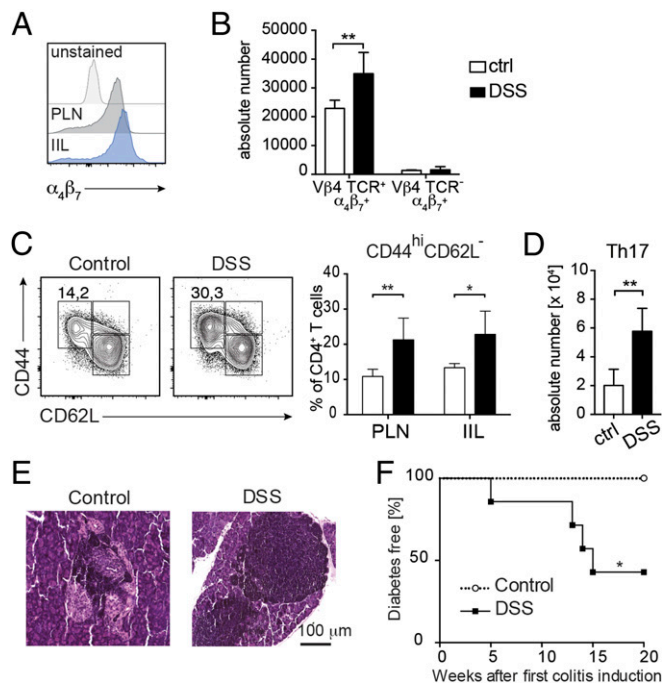 A
unstained
PLN
IIL
α4β7
B
absolute number
50000
40000
30000
20000
10000
0
**
ctrl
DSS
Vβ4 TCR+ Vβ4 TCR-
α4β7+ α4β7+
C
Control DSS
14,2 30,3
CD44
CD62L
CD44hiCD62L-
% of CD4+ T cells
40
30
20
10
0
** *
PLN IIL
D
Th17
absolute number [x 10⁴]
8
6
4
2
0
**
ctrl DSS
E
Control DSS
100 μm
F
Diabetes free [%]
100
50
0
*
Control
DSS
0 5 10 15 20
Weeks after first colitis induction